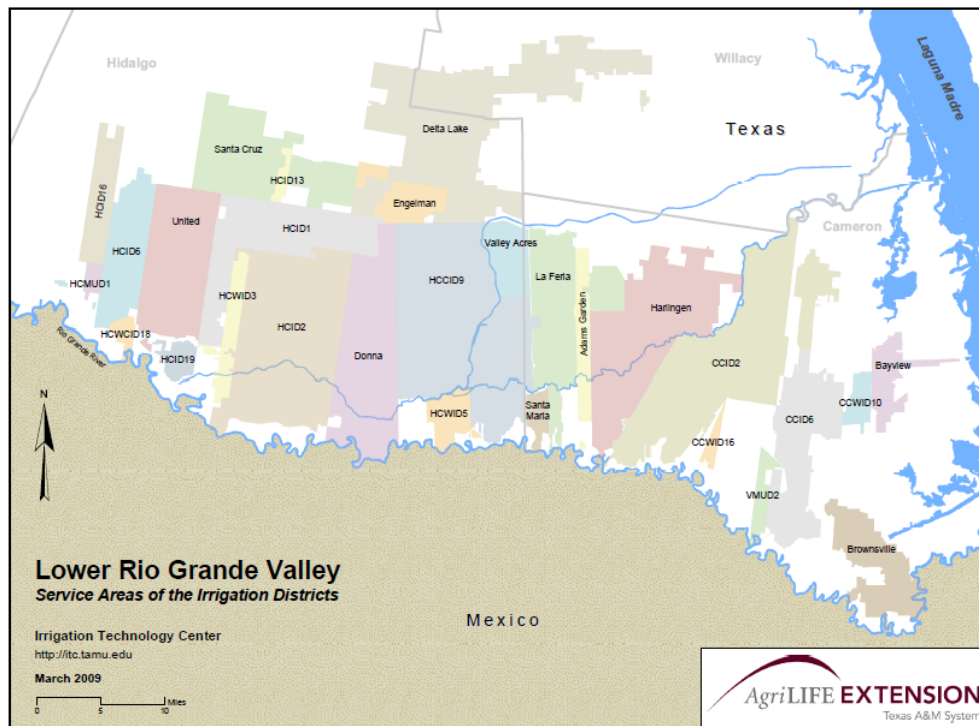 Hidalgo
Willacy
Laguna Madre
Texas
Delta Lake
Santa Cruz
HCID13
HCID16
Engelman
United
HCID1
Cameron
HCID6
Valley Acres
La Feria
HCMUD1
HCWID3
HCCID9
Adams Garden
Harlingen
HCWCID18
HCID2
Rio Grande River
HCID19
Donna
CCID2
Bayview
CCWID10
N
HCWID5
Santa
Maria
CCID6
CCWID16
VMUD2
Brownsville
Lower Rio Grande Valley
Service Areas of the Irrigation Districts
Mexico
Irrigation Technology Center
http://itc.tamu.edu
March 2009
Miles
0 5 10
AgriLIFE EXTENSION
Texas A&M System